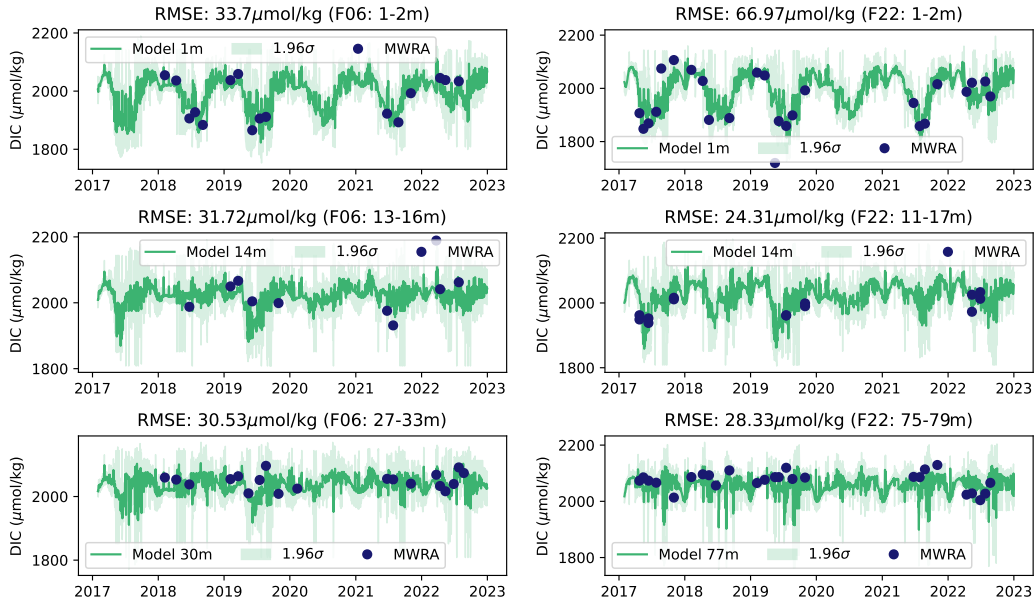 RMSE: 33.7μmol/kg (F06: 1-2m)
2200
2000
1800
DIC (μmol/kg)
Model 1m 1.96σ MWRA
2017 2018 2019 2020 2021 2022 2023
RMSE: 66.97μmol/kg (F22: 1-2m)
2200
2000
1800
DIC (μmol/kg)
Model 1m 1.96σ MWRA
2017 2018 2019 2020 2021 2022 2023
RMSE: 31.72μmol/kg (F06: 13-16m)
2200
2000
1800
DIC (μmol/kg)
Model 14m 1.96σ MWRA
2017 2018 2019 2020 2021 2022 2023
RMSE: 24.31μmol/kg (F22: 11-17m)
2200
2000
1800
DIC (μmol/kg)
Model 14m 1.96σ MWRA
2017 2018 2019 2020 2021 2022 2023
RMSE: 30.53μmol/kg (F06: 27-33m)
2000
1800
DIC (μmol/kg)
Model 30m 1.96σ MWRA
2017 2018 2019 2020 2021 2022 2023
RMSE: 28.33μmol/kg (F22: 75-79m)
2200
2000
1800
DIC (μmol/kg)
Model 77m 1.96σ MWRA
2017 2018 2019 2020 2021 2022 2023